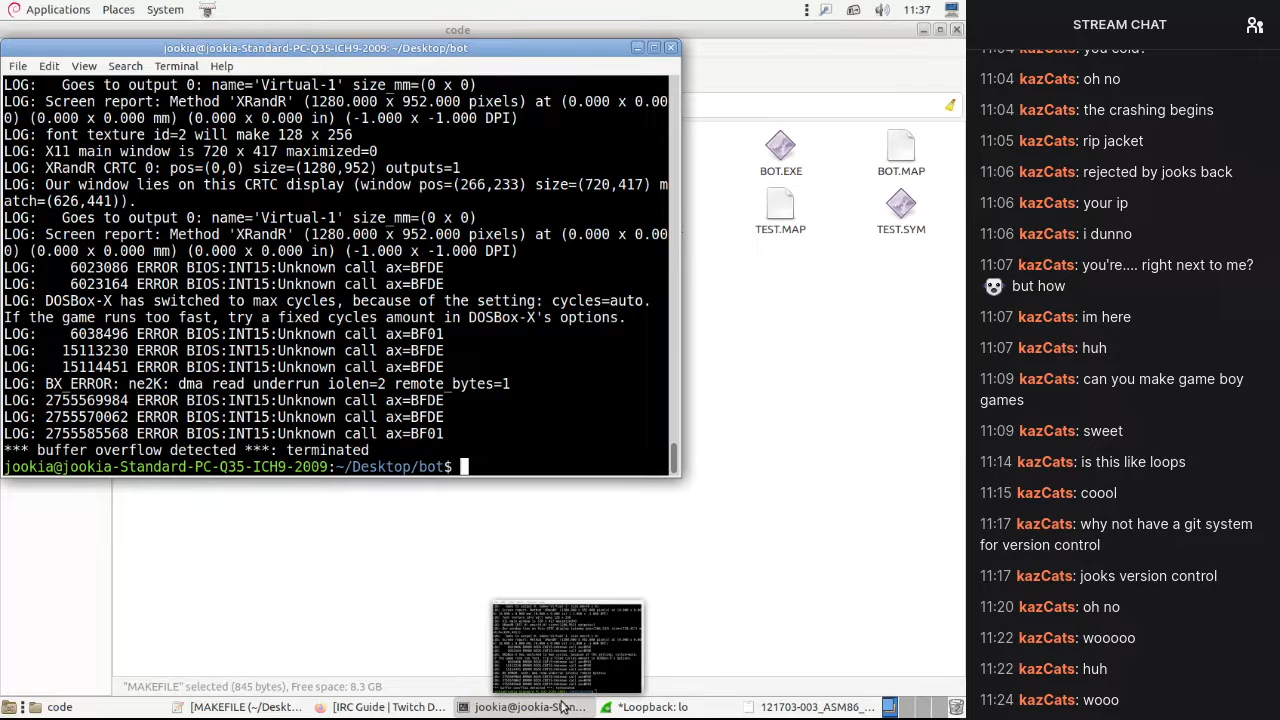 Applications Places System 11:37
code
jookia@jookia-Standard-PC-Q35-ICH9-2009: ~/Desktop/bot
File Edit View Search Terminal Help
LOG:   Goes to output 0: name='Virtual-1' size_mm=(0 x 0)
LOG: Screen report: Method 'XRandR' (1280.000 x 952.000 pixels) at (0.000 x 0.00
0) (0.000 x 0.000 mm) (0.000 x 0.000 in) (-1.000 x -1.000 DPI)
LOG: font texture id=2 will make 128 x 256
LOG: X11 main window is 720 x 417 maximized=0
LOG: XRandR CRTC 0: pos=(0,0) size=(1280,952) outputs=1
LOG: Our window lies on this CRTC display (window pos=(266,233) size=(720,417) m
atch=(626,441)).
LOG:   Goes to output 0: name='Virtual-1' size_mm=(0 x 0)
LOG: Screen report: Method 'XRandR' (1280.000 x 952.000 pixels) at (0.000 x 0.00
0) (0.000 x 0.000 mm) (0.000 x 0.000 in) (-1.000 x -1.000 DPI)
LOG:    6023086 ERROR BIOS:INT15:Unknown call ax=BFDE
LOG:    6023164 ERROR BIOS:INT15:Unknown call ax=BFDE
LOG: DOSBox-X has switched to max cycles, because of the setting: cycles=auto.
If the game runs too fast, try a fixed cycles amount in DOSBox-X's options.
LOG:    6038496 ERROR BIOS:INT15:Unknown call ax=BF01
LOG:   15113230 ERROR BIOS:INT15:Unknown call ax=BFDE
LOG:   15114451 ERROR BIOS:INT15:Unknown call ax=BFDE
LOG: BX_ERROR: ne2K: dma read underrun iolen=2 remote_bytes=1
LOG: 2755569984 ERROR BIOS:INT15:Unknown call ax=BFDE
LOG: 2755570062 ERROR BIOS:INT15:Unknown call ax=BFDE
LOG: 2755585568 ERROR BIOS:INT15:Unknown call ax=BF01
*** buffer overflow detected ***: terminated
jookia@jookia-Standard-PC-Q35-ICH9-2009:~/Desktop/bot$
BOT.EXE BOT.MAP
TEST.MAP TEST.SYM
"MAKEFILE" selected (845 bytes), Free space: 8.3 GB
code [MAKEFILE (~/Deskt... [IRC Glitie | Twitch D... jookia@jookia-Stan... *Loopback: lo 121703-003_ASM86_...
STREAM CHAT
11:04 kazCats: you cold?
11:04 kazCats: oh no
11:04 kazCats: the crashing begins
11:05 kazCats: rip jacket
11:06 kazCats: rejected by jooks back
11:06 kazCats: your ip
11:06 kazCats: i dunno
11:07 kazCats: you're.... right next to me?
but how
11:07 kazCats: im here
11:07 kazCats: huh
11:09 kazCats: can you make game boy
games
11:09 kazCats: sweet
11:14 kazCats: is this like loops
11:15 kazCats: coool
11:17 kazCats: why not have a git system
for version control
11:17 kazCats: jooks version control
11:20 kazCats: oh no
11:22 kazCats: wooooo
11:22 kazCats: huh
11:24 kazCats: wooo